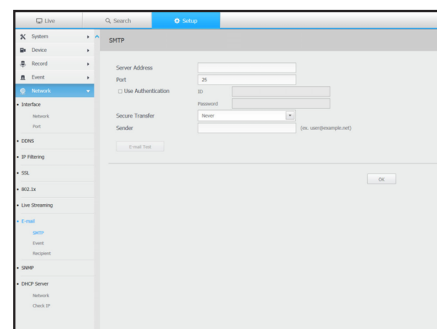 Live
Search
Setup
System
Device
Record
Event
Network
Interface
Network
Port
DDNS
IP Filtering
SSL
802.1x
Live Streaming
E-mail
SMTP
Event
Recipient
SNMP
DHCP Server
Network
Check IP
SMTP
Server Address
Port 25
Use Authentication ID
Password
Secure Transfer Never
Sender (ex. user@example.net)
E-mail Test
OK